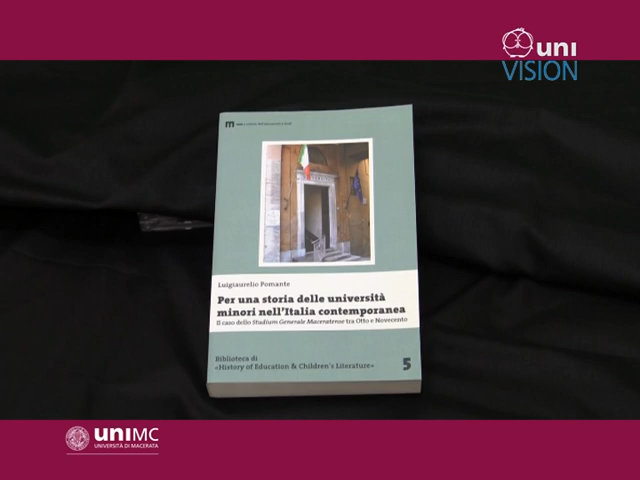 uni
VISION
Luigiaurelio Pomante
Per una storia delle università
minori nell'Italia contemporanea
Il caso dello Studium Generale Maceratense tra Otto e Novecento
Biblioteca di
«History of Education & Children's Literature»
5
uniMC
UNIVERSITÀ DI MACERATA